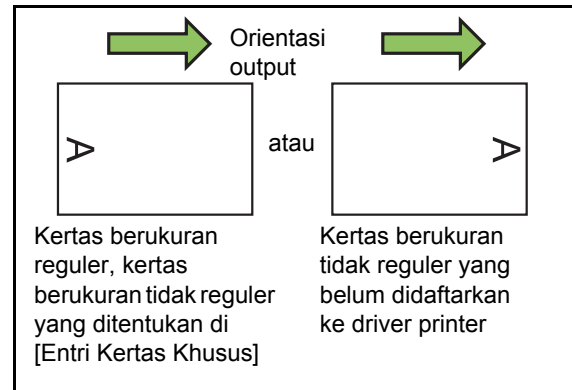 Orientasi
output
A
atau
A
Kertas berukuran
reguler, kertas
berukuran tidak reguler
yang ditentukan di
[Entri Kertas Khusus]
Kertas berukuran
tidak reguler yang
belum didaftarkan
ke driver printer